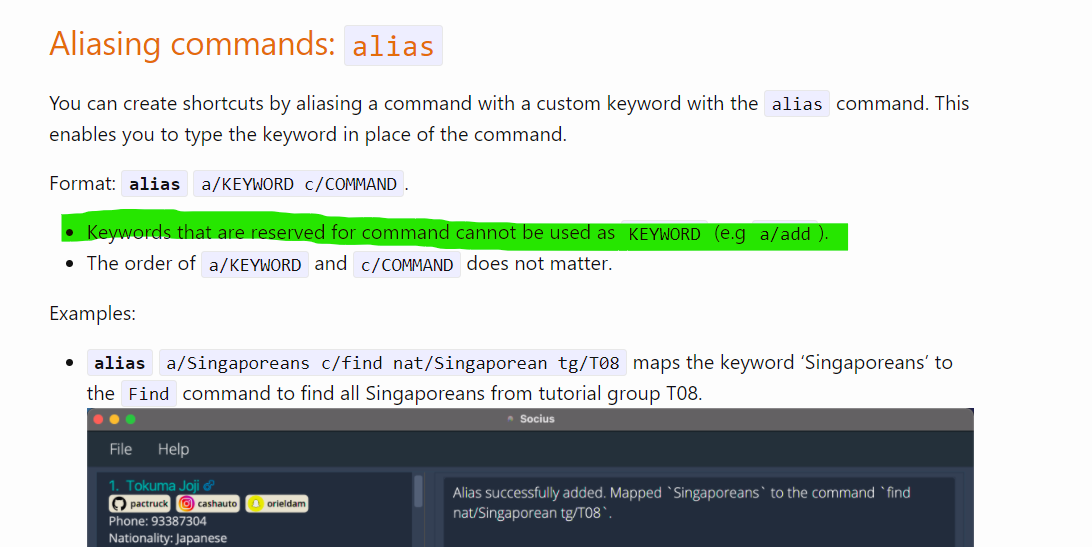 Aliasing commands: alias
You can create shortcuts by aliasing a command with a custom keyword with the alias command. This
enables you to type the keyword in place of the command.
Format: alias a/KEYWORD c/COMMAND.
• Keywords that are reserved for command cannot be used as KEYWORD (e.g a/add).
• The order of a/KEYWORD and c/COMMAND does not matter.
Examples:
• alias a/Singaporeans c/find nat/Singaporean tg/T08 maps the keyword ‘Singaporeans’ to
the Find command to find all Singaporeans from tutorial group T08.
Socius
File Help
1. Tokuma Joji
pactruck cashauto orieldam
Phone: 93387304
Nationality: Japanese
Alias successfully added. Mapped `Singaporeans` to the command `find
nat/Singaporean tg/T08`.